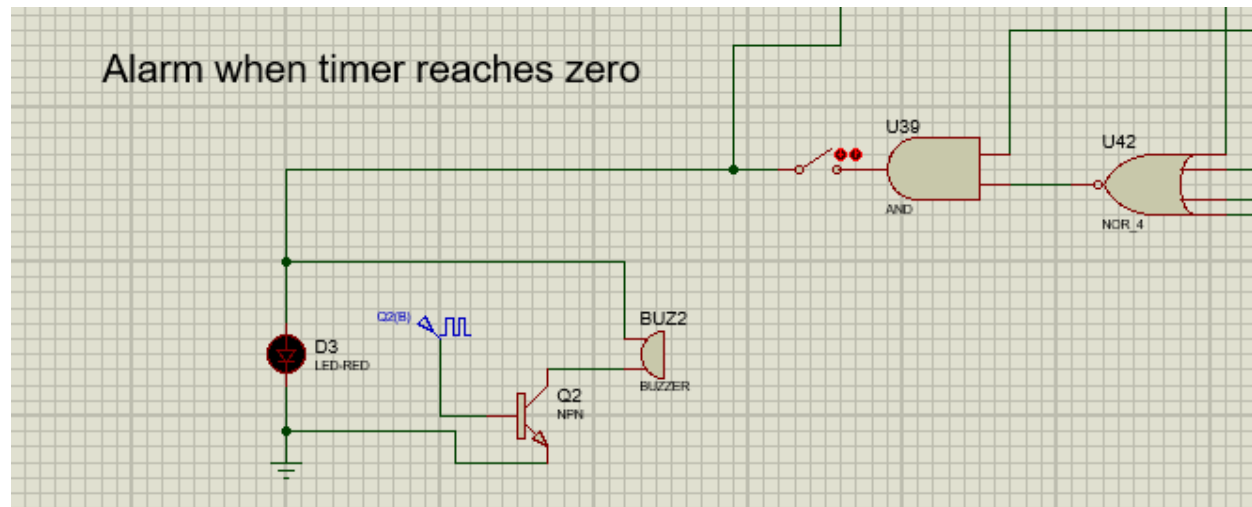 Alarm when timer reaches zero
U39
AND
U42
NOR_4
Q2(B)
D3
LED-RED
BUZ2
BUZZER
Q2
NPN